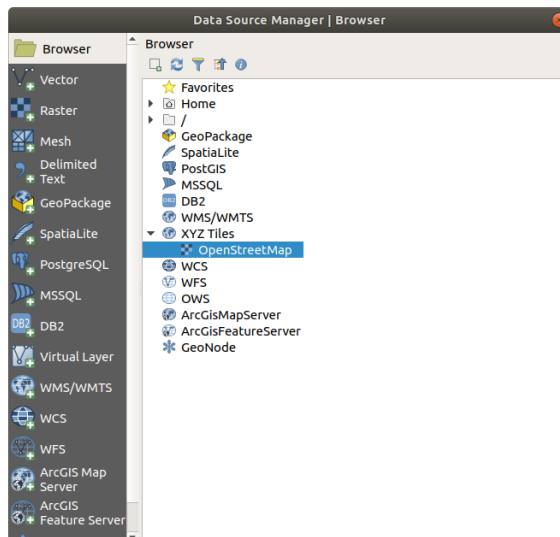 Data Source Manager | Browser
Browser
Vector
Raster
Mesh
Delimited
Text
GeoPackage
SpatiaLite
PostgreSQL
MSSQL
DB2
DB2
Virtual Layer
WMS/WMTS
WCS
WFS
ArcGIS Map
Server
ArcGIS
Feature Server
Browser
Favorites
Home
/
GeoPackage
SpatiaLite
PostGIS
MSSQL
DB2
DB2
WMS/WMTS
XYZ Tiles
OpenStreetMap
WCS
WFS
OWS
ArcGisMapServer
ArcGisFeatureServer
GeoNode